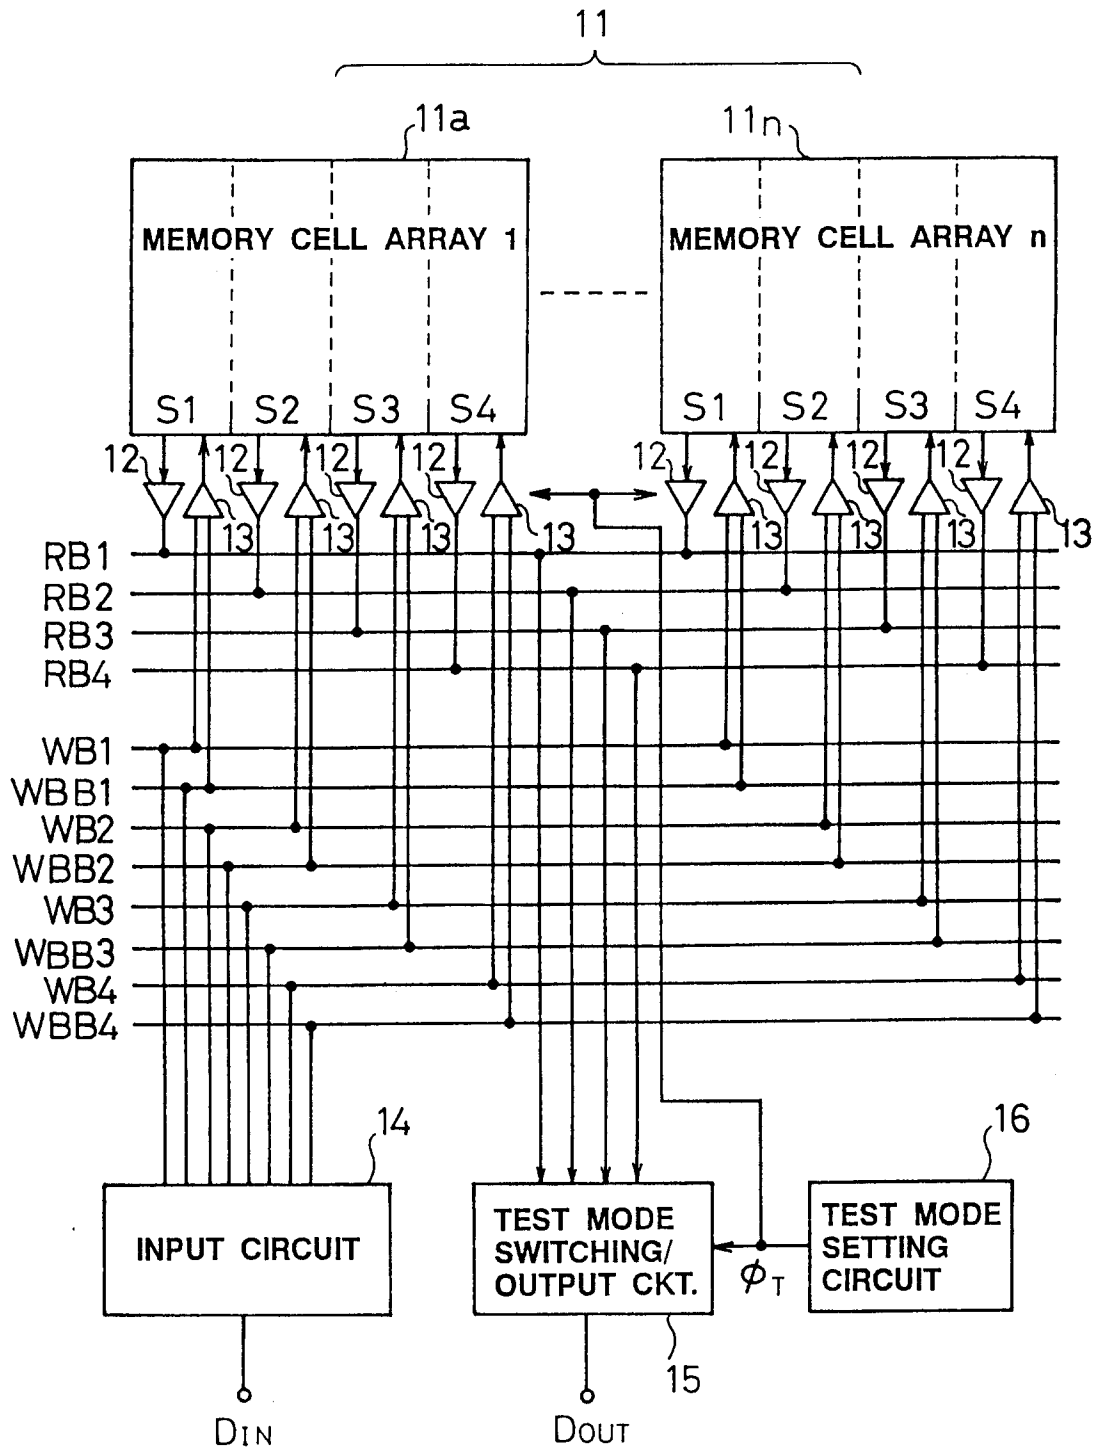 11
11a
11n
MEMORY CELL ARRAY 1
MEMORY CELL ARRAY n
S1 S2 S3 S4
S1 S2 S3 S4
12 12 12 12
12 12 12 12
13 13 13 13
13 13 13 13
RB1
RB2
RB3
RB4
WB1
WBB1
WB2
WBB2
WB3
WBB3
WB4
WBB4
14
16
INPUT CIRCUIT
TEST MODE
SWITCHING/
OUTPUT CKT.
ΦT
TEST MODE
SETTING
CIRCUIT
15
DIN
DOUT